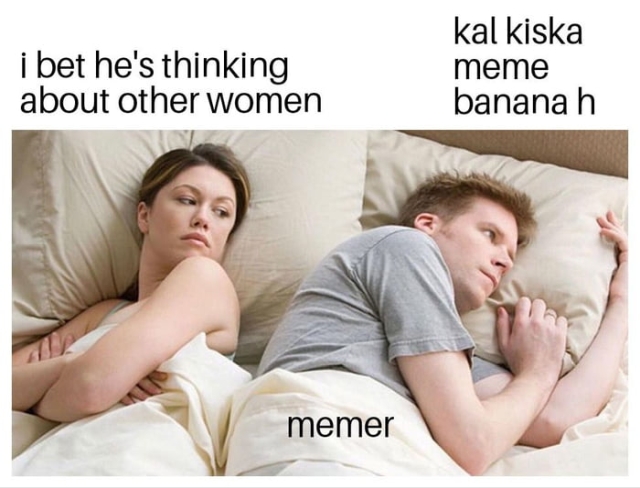 i bet he's thinking
about other women
kal kiska
meme
banana h
memer